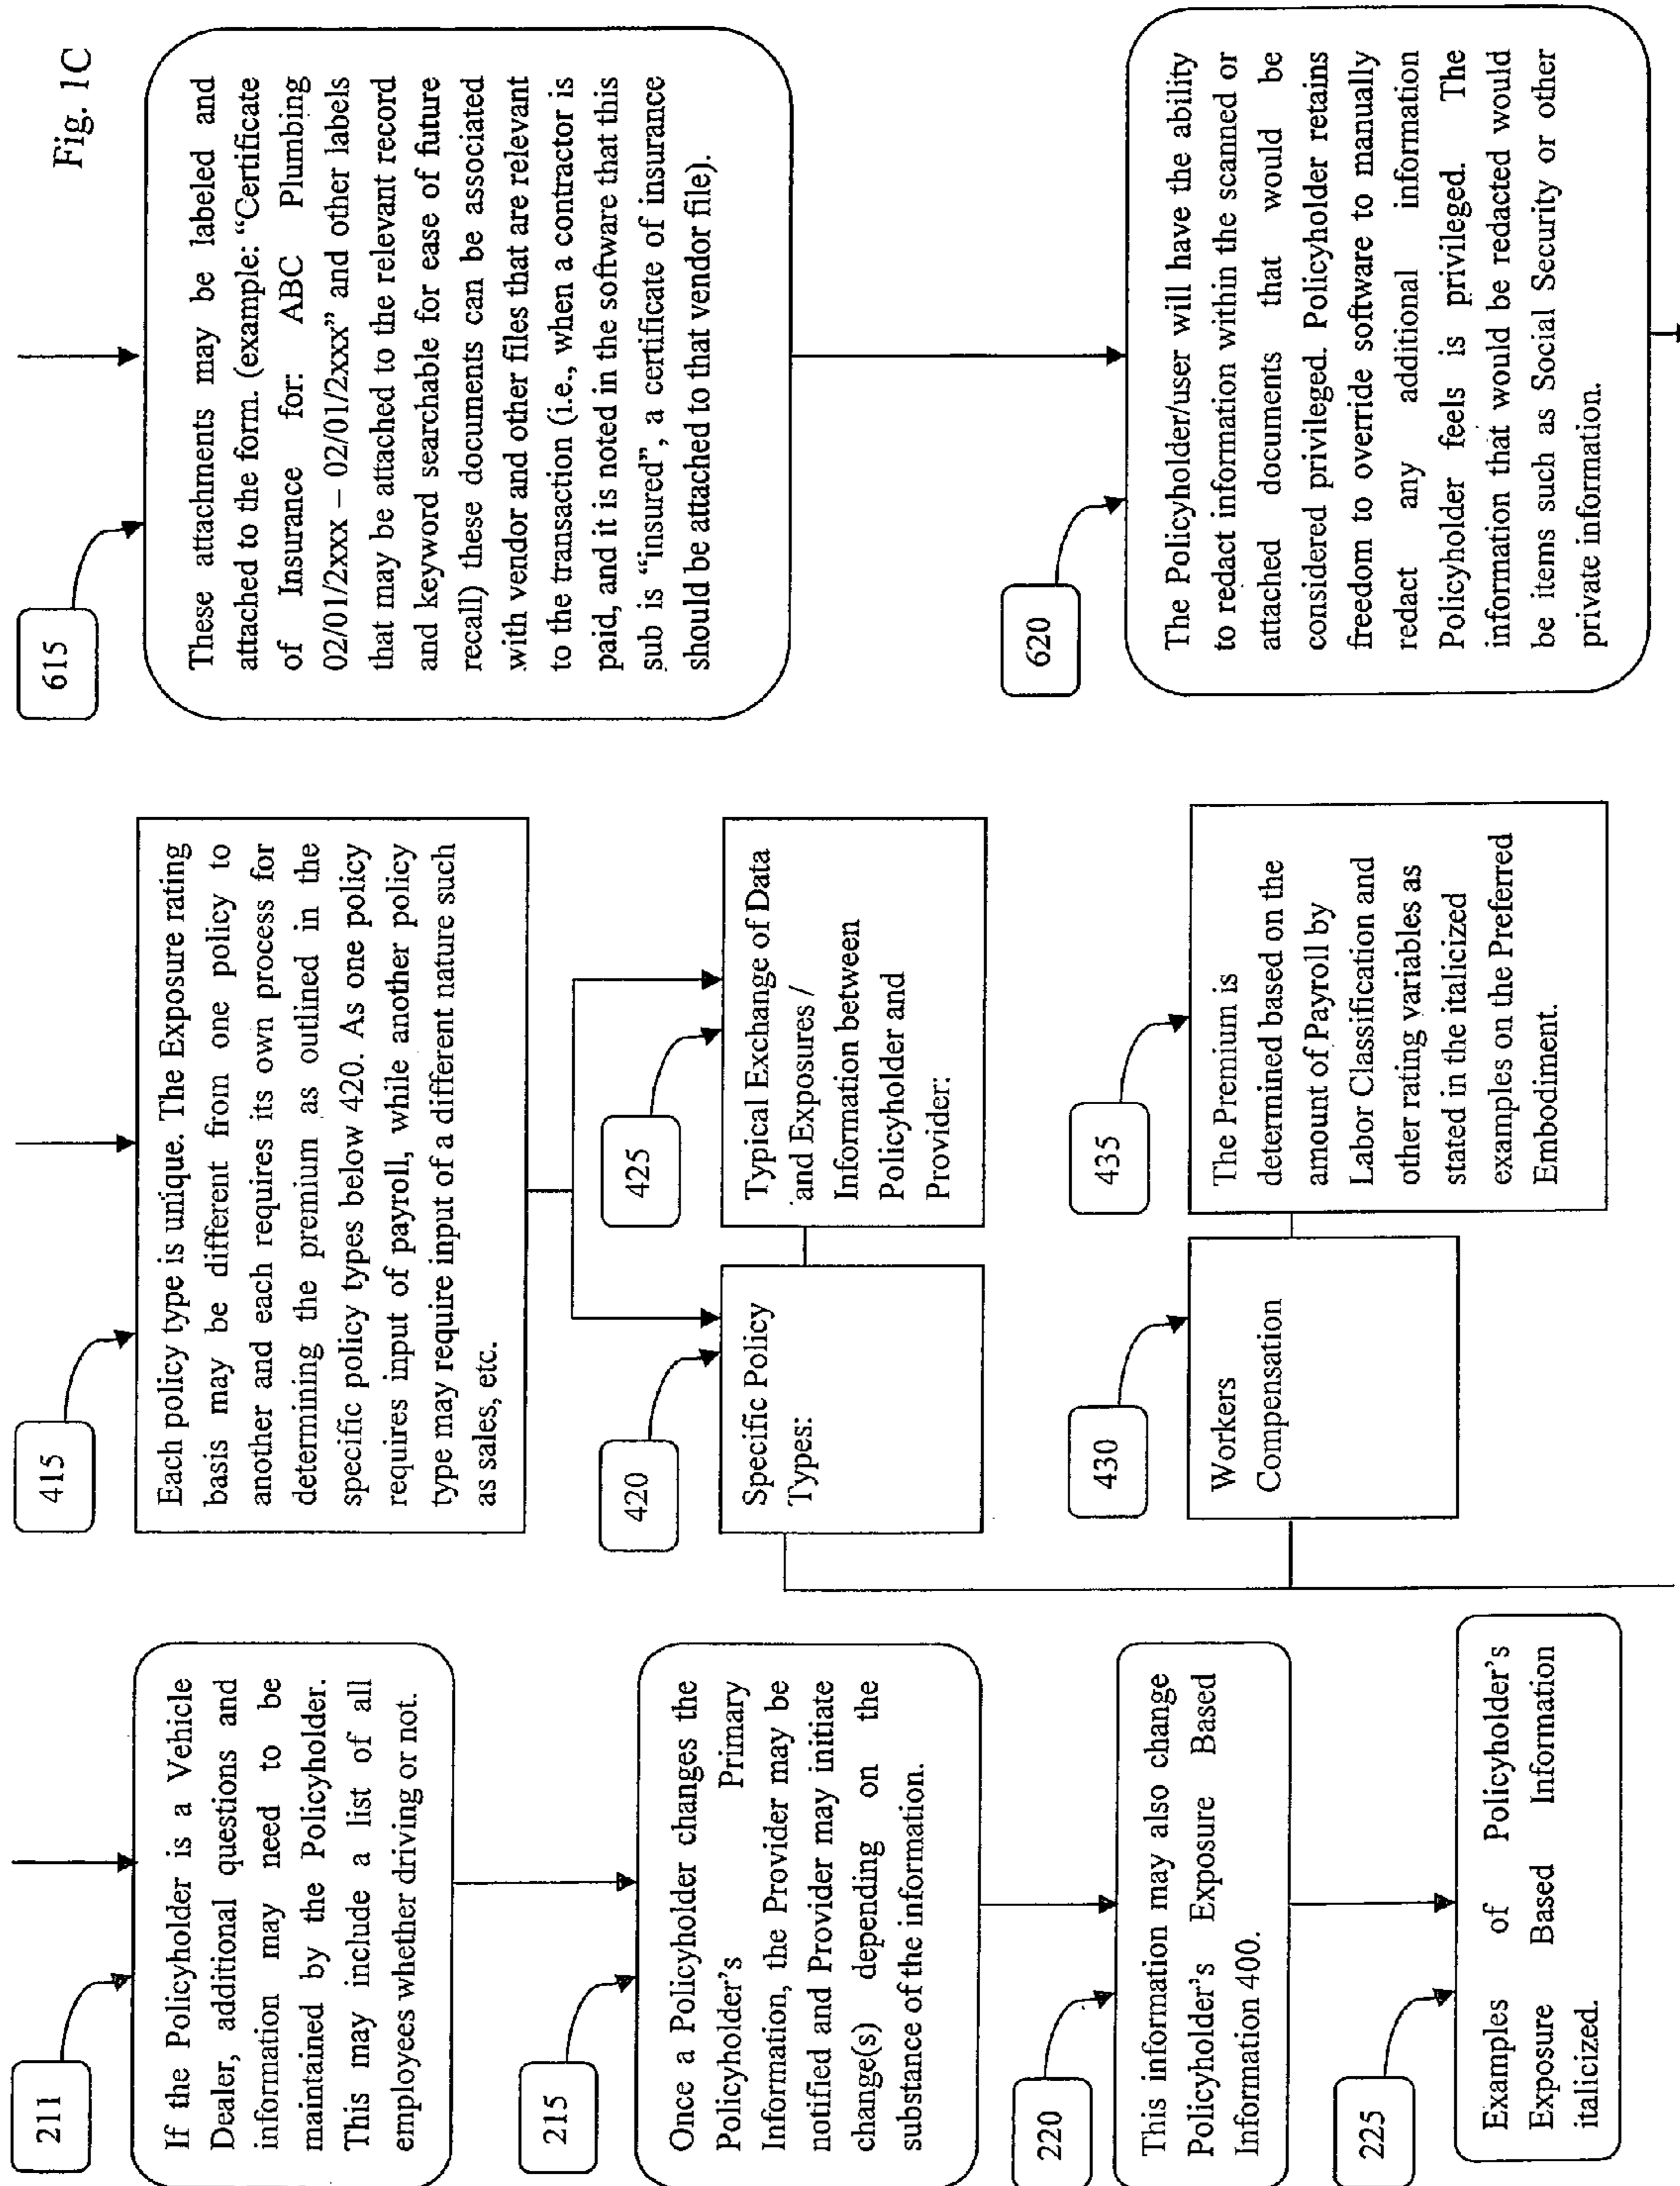 Fig. 1C
211
If the Policyholder is a Vehicle
Dealer, additional questions and
information may need to be
maintained by the Policyholder.
This may include a list of all
employees whether driving or not.
215
Once a Policyholder changes the
Policyholder's Primary
Information, the Provider may be
notified and Provider may initiate
change(s) depending on the
substance of the information.
220
This information may also change
Policyholder's Exposure Based
Information 400.
225
Examples of Policyholder's
Exposure Based Information
italicized.
415
Each policy type is unique. The Exposure rating
basis may be different from one policy to
another and each requires its own process for
determining the premium as outlined in the
specific policy types below 420. As one policy
requires input of payroll, while another policy
type may require input of a different nature such
as sales, etc.
420
Specific Policy
Types:
425
Typical Exchange of Data
and Exposures /
Information between
Policyholder and
Provider:
430
Workers
Compensation
435
The Premium is
determined based on the
amount of Payroll by
Labor Classification and
other rating variables as
stated in the italicized
examples on the Preferred
Embodiment.
615
These attachments may be labeled and
attached to the form. (example: “Certificate
of Insurance for: ABC Plumbing
02/01/2xxx – 02/01/2xxx” and other labels
that may be attached to the relevant record
and keyword searchable for ease of future
recall) these documents can be associated
with vendor and other files that are relevant
to the transaction (i.e., when a contractor is
paid, and it is noted in the software that this
sub is “insured”, a certificate of insurance
should be attached to that vendor file).
620
The Policyholder/user will have the ability
to redact information within the scanned or
attached documents that would be
considered privileged. Policyholder retains
freedom to override software to manually
redact any additional information
Policyholder feels is privileged. The
information that would be redacted would
be items such as Social Security or other
private information.